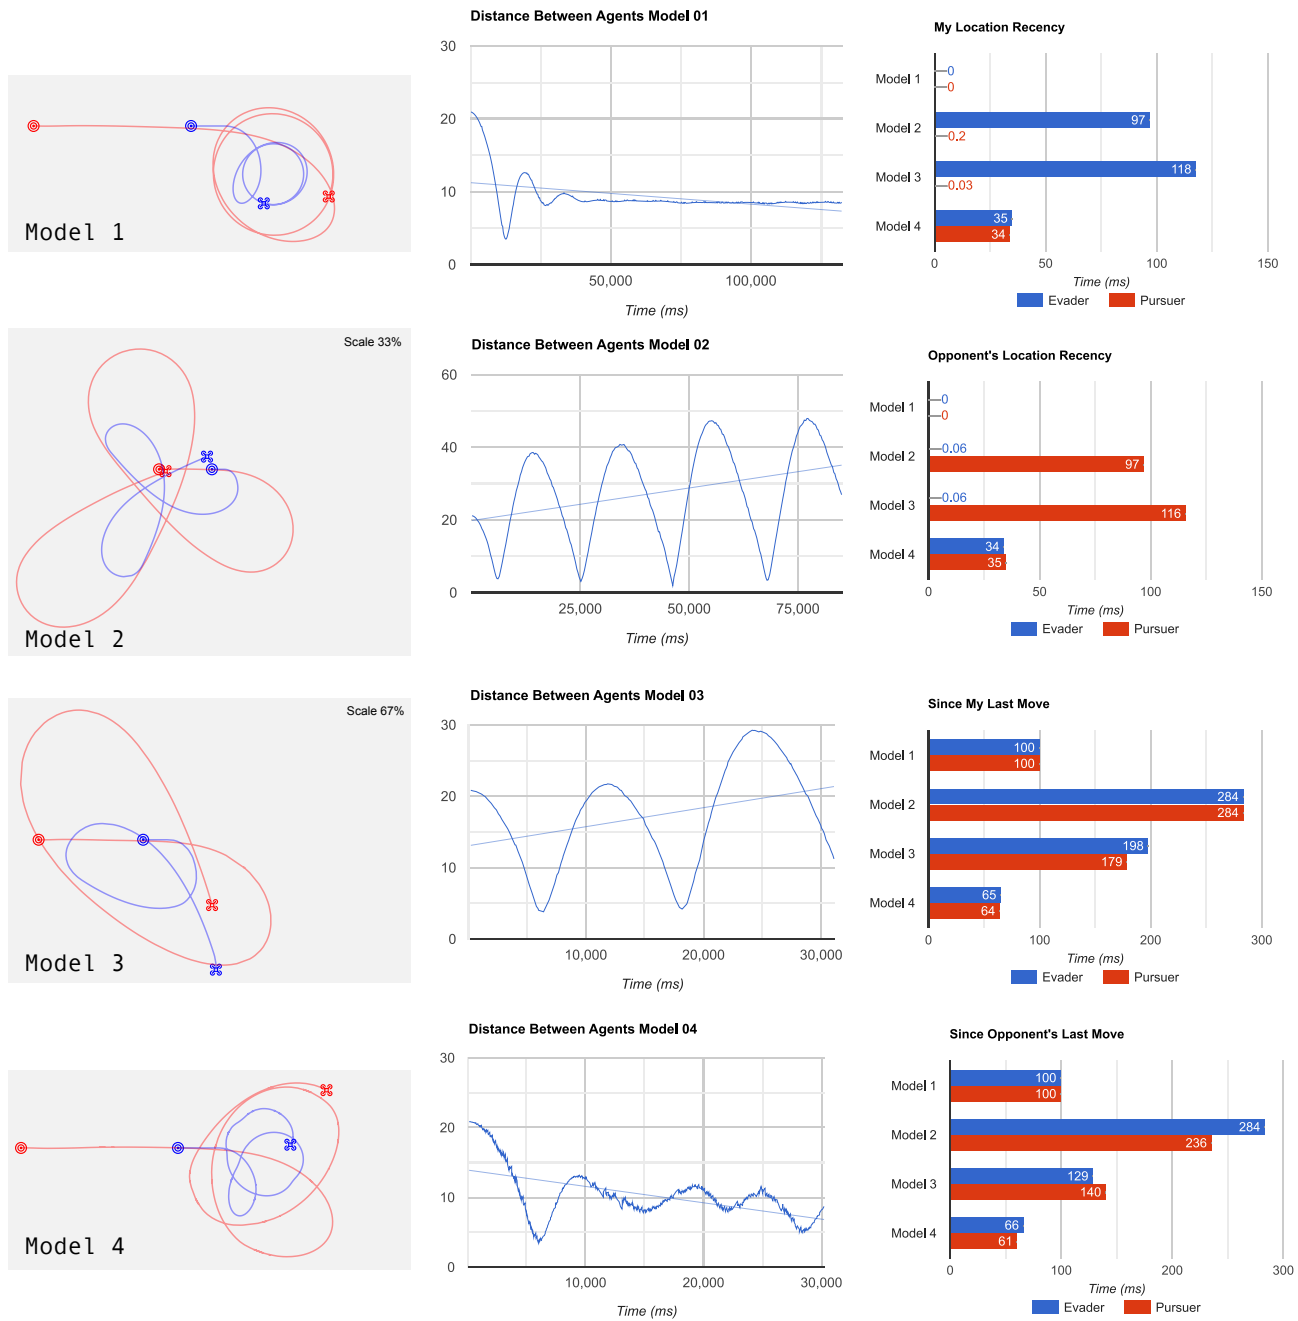 Model 1
Distance Between Agents Model 01
30
20
10
0
50,000
100,000
Time (ms)
My Location Recency
Model 1
0
0
Model 2
97
0.2
Model 3
118
0.03
Model 4
35
34
0
50
100
150
Time (ms)
Evader
Pursuer
Scale 33%
Model 2
Distance Between Agents Model 02
60
40
20
0
25,000
50,000
75,000
Time (ms)
Opponent's Location Recency
Model 1
0
0
Model 2
0.06
97
Model 3
0.06
116
Model 4
34
35
0
50
100
150
Time (ms)
Evader
Pursuer
Scale 67%
Model 3
Distance Between Agents Model 03
30
20
10
0
10,000
20,000
30,000
Time (ms)
Since My Last Move
Model 1
100
100
Model 2
284
284
Model 3
198
179
Model 4
65
64
0
100
200
300
Time (ms)
Evader
Pursuer
Model 4
Distance Between Agents Model 04
30
20
10
0
10,000
20,000
30,000
Time (ms)
Since Opponent's Last Move
Model 1
100
100
Model 2
284
236
Model 3
129
140
Model 4
66
61
0
100
200
300
Time (ms)
Evader
Pursuer